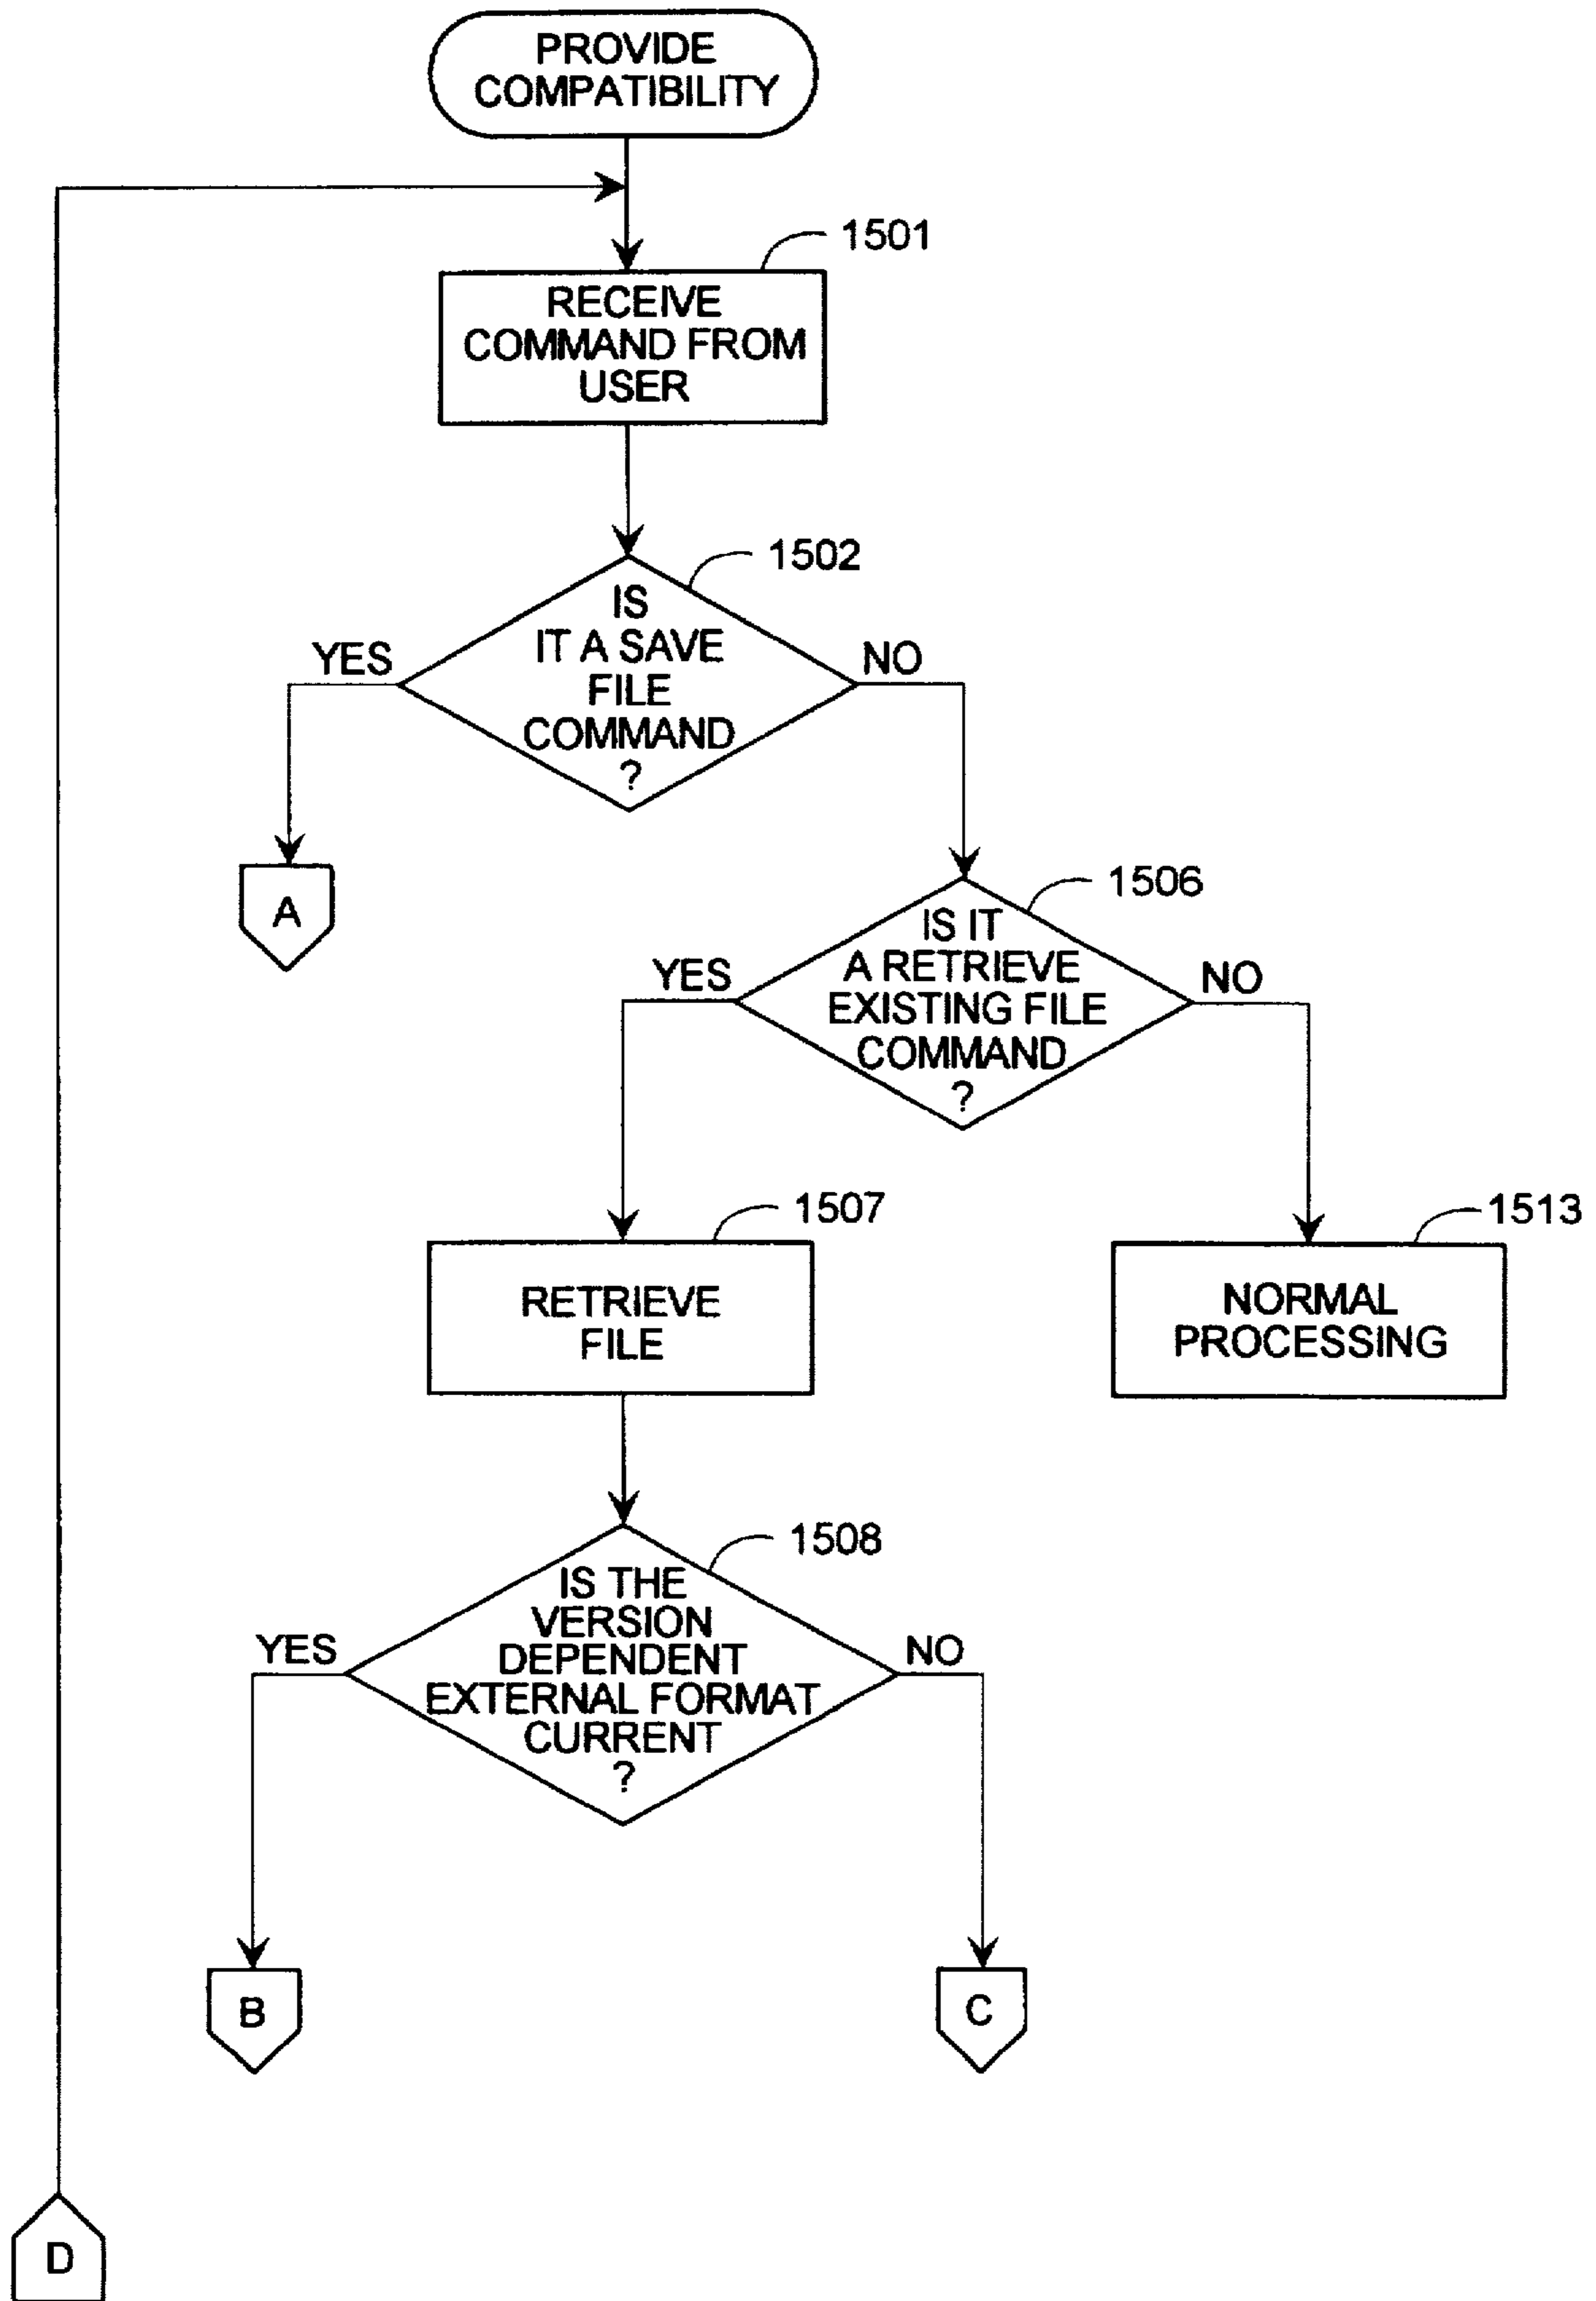 PROVIDE
COMPATIBILITY
1501
RECEIVE
COMMAND FROM
USER
1502
IS
IT A SAVE
FILE
COMMAND
?
YES
NO
A
1506
IS IT
A RETRIEVE
EXISTING FILE
COMMAND
?
YES
NO
1507
RETRIEVE
FILE
1513
NORMAL
PROCESSING
1508
IS THE
VERSION
DEPENDENT
EXTERNAL FORMAT
CURRENT
?
YES
NO
B
C
D